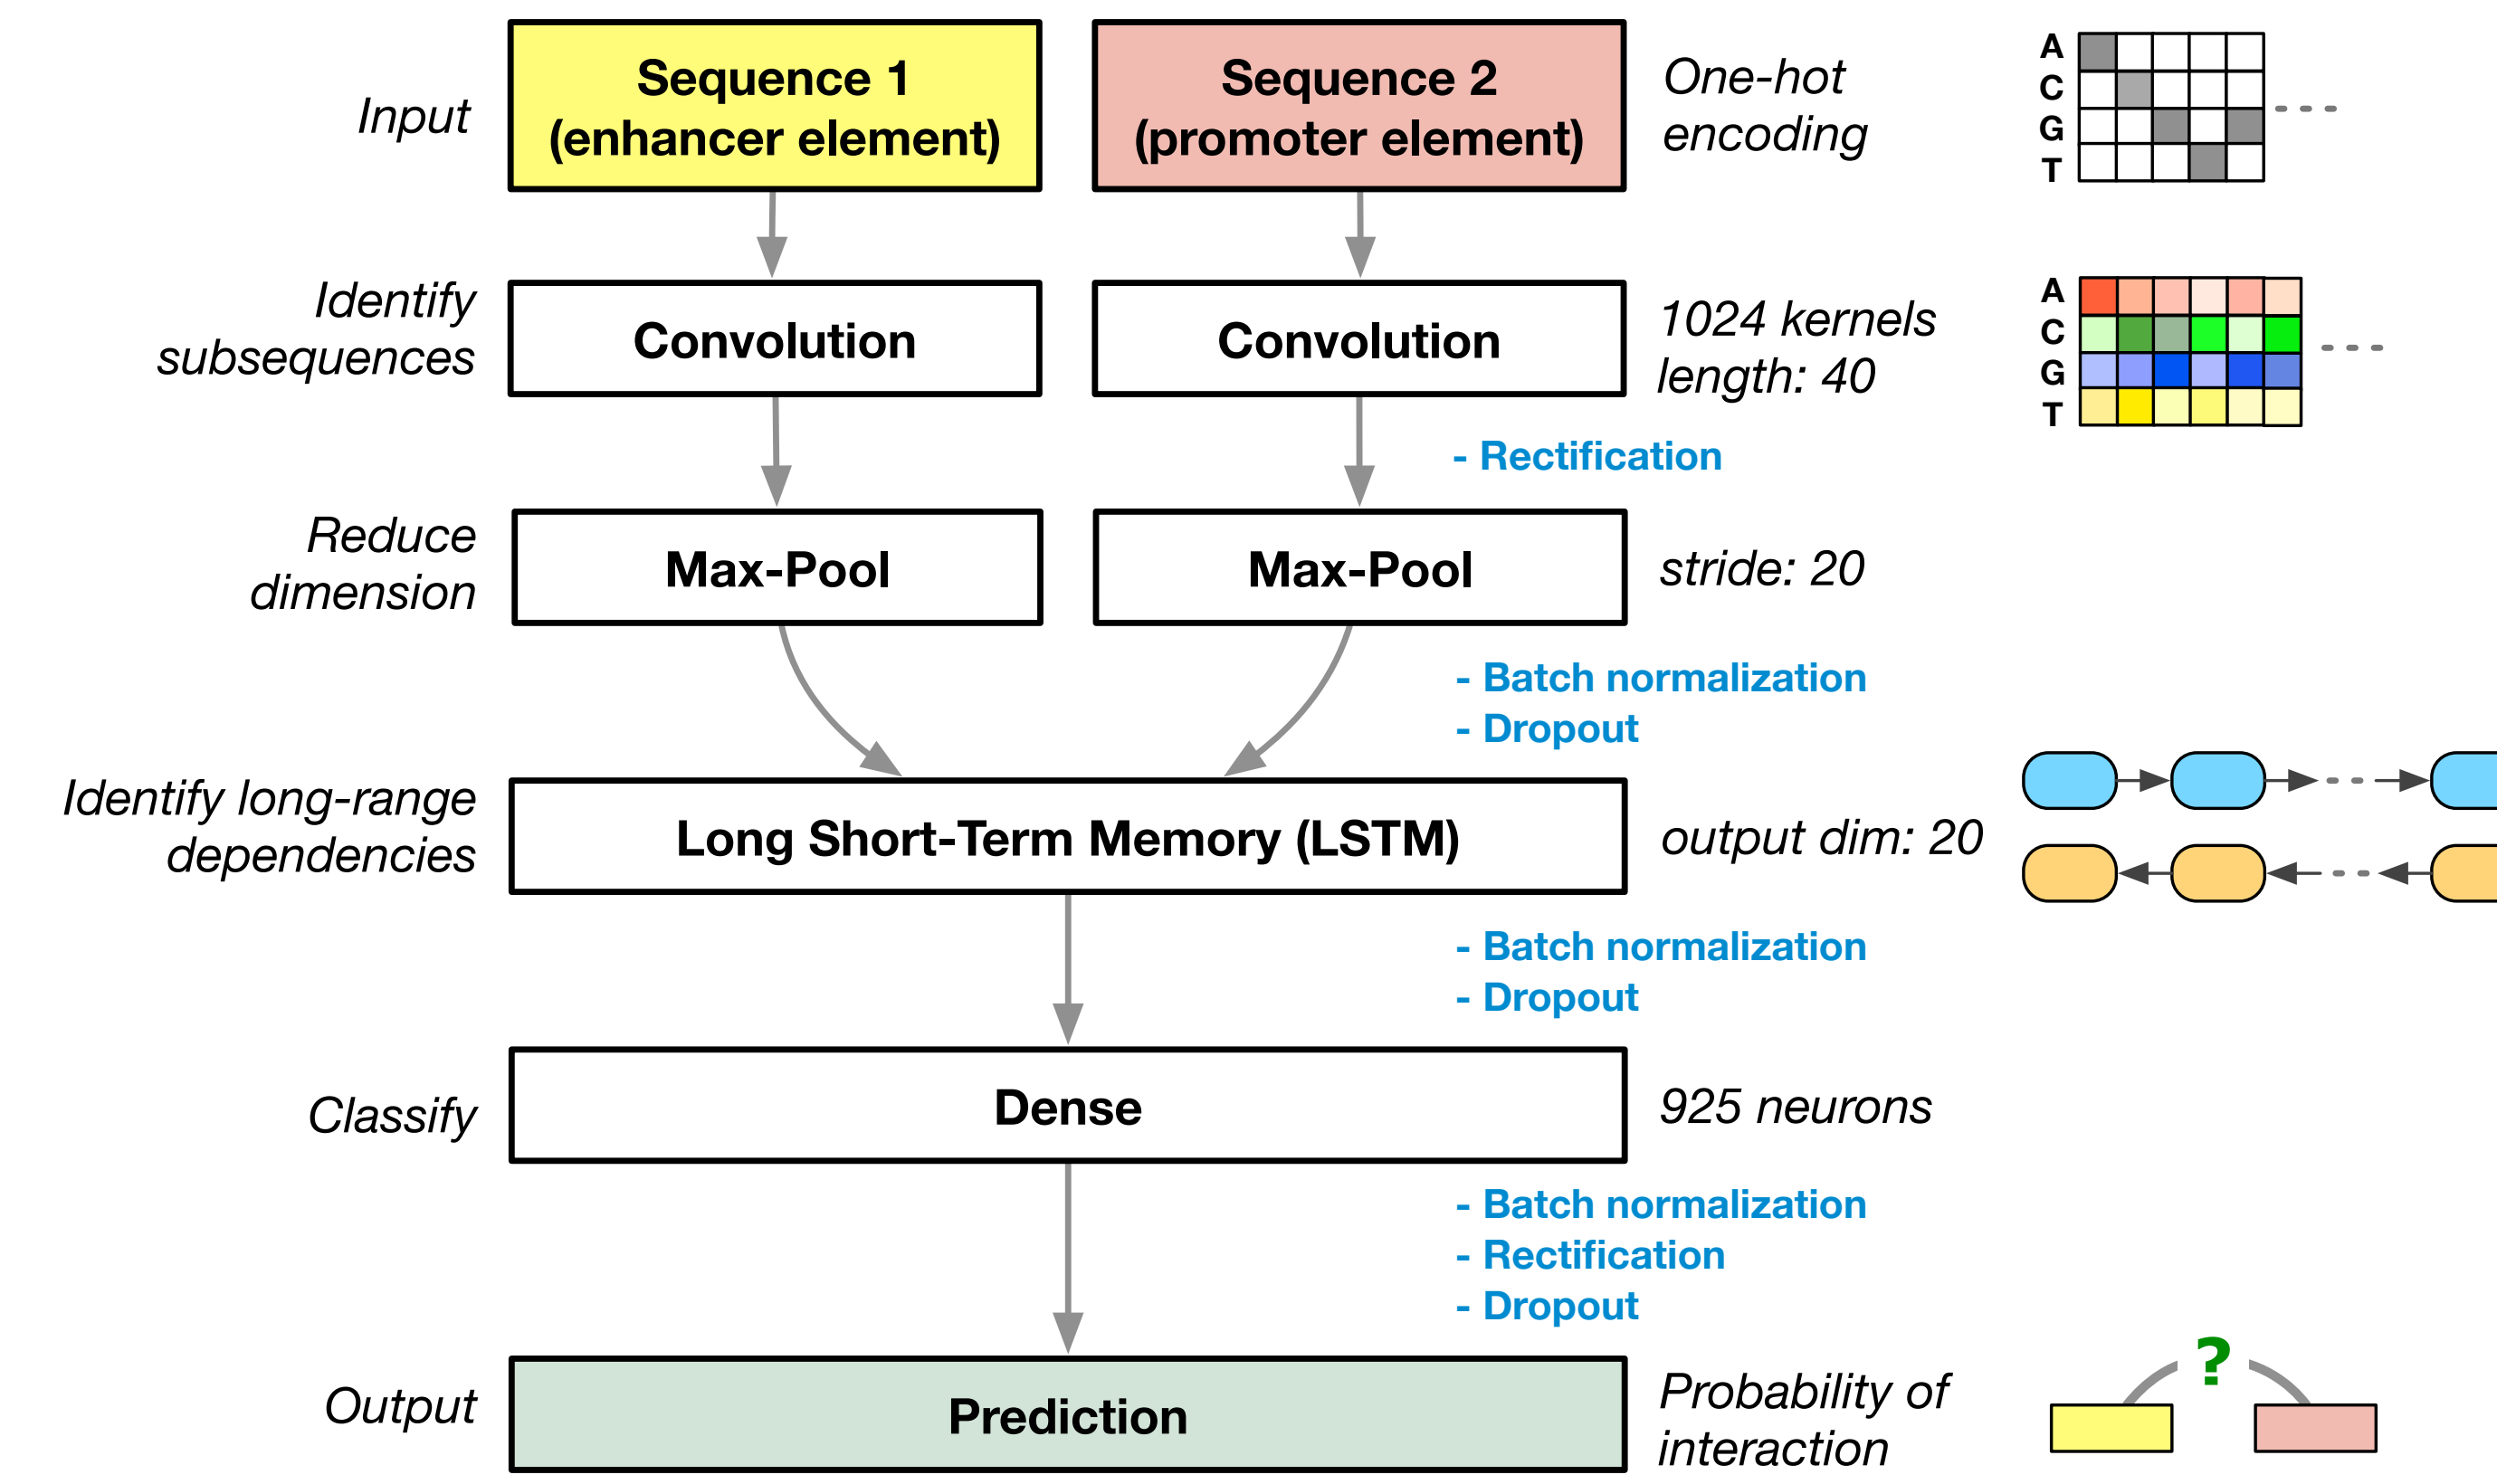 Input
Sequence 1
(enhancer element)
Sequence 2
(promoter element)
One-hot
encoding
A
C
G
T
Identify
subsequences
Convolution
Convolution
1024 kernels
length: 40
A
C
G
T
- Rectification
Reduce
dimension
Max-Pool
Max-Pool
stride: 20
- Batch normalization
- Dropout
Identify long-range
dependencies
Long Short-Term Memory (LSTM)
output dim: 20
- Batch normalization
- Dropout
Classify
Dense
925 neurons
- Batch normalization
- Rectification
- Dropout
Output
Prediction
Probability of
interaction
?